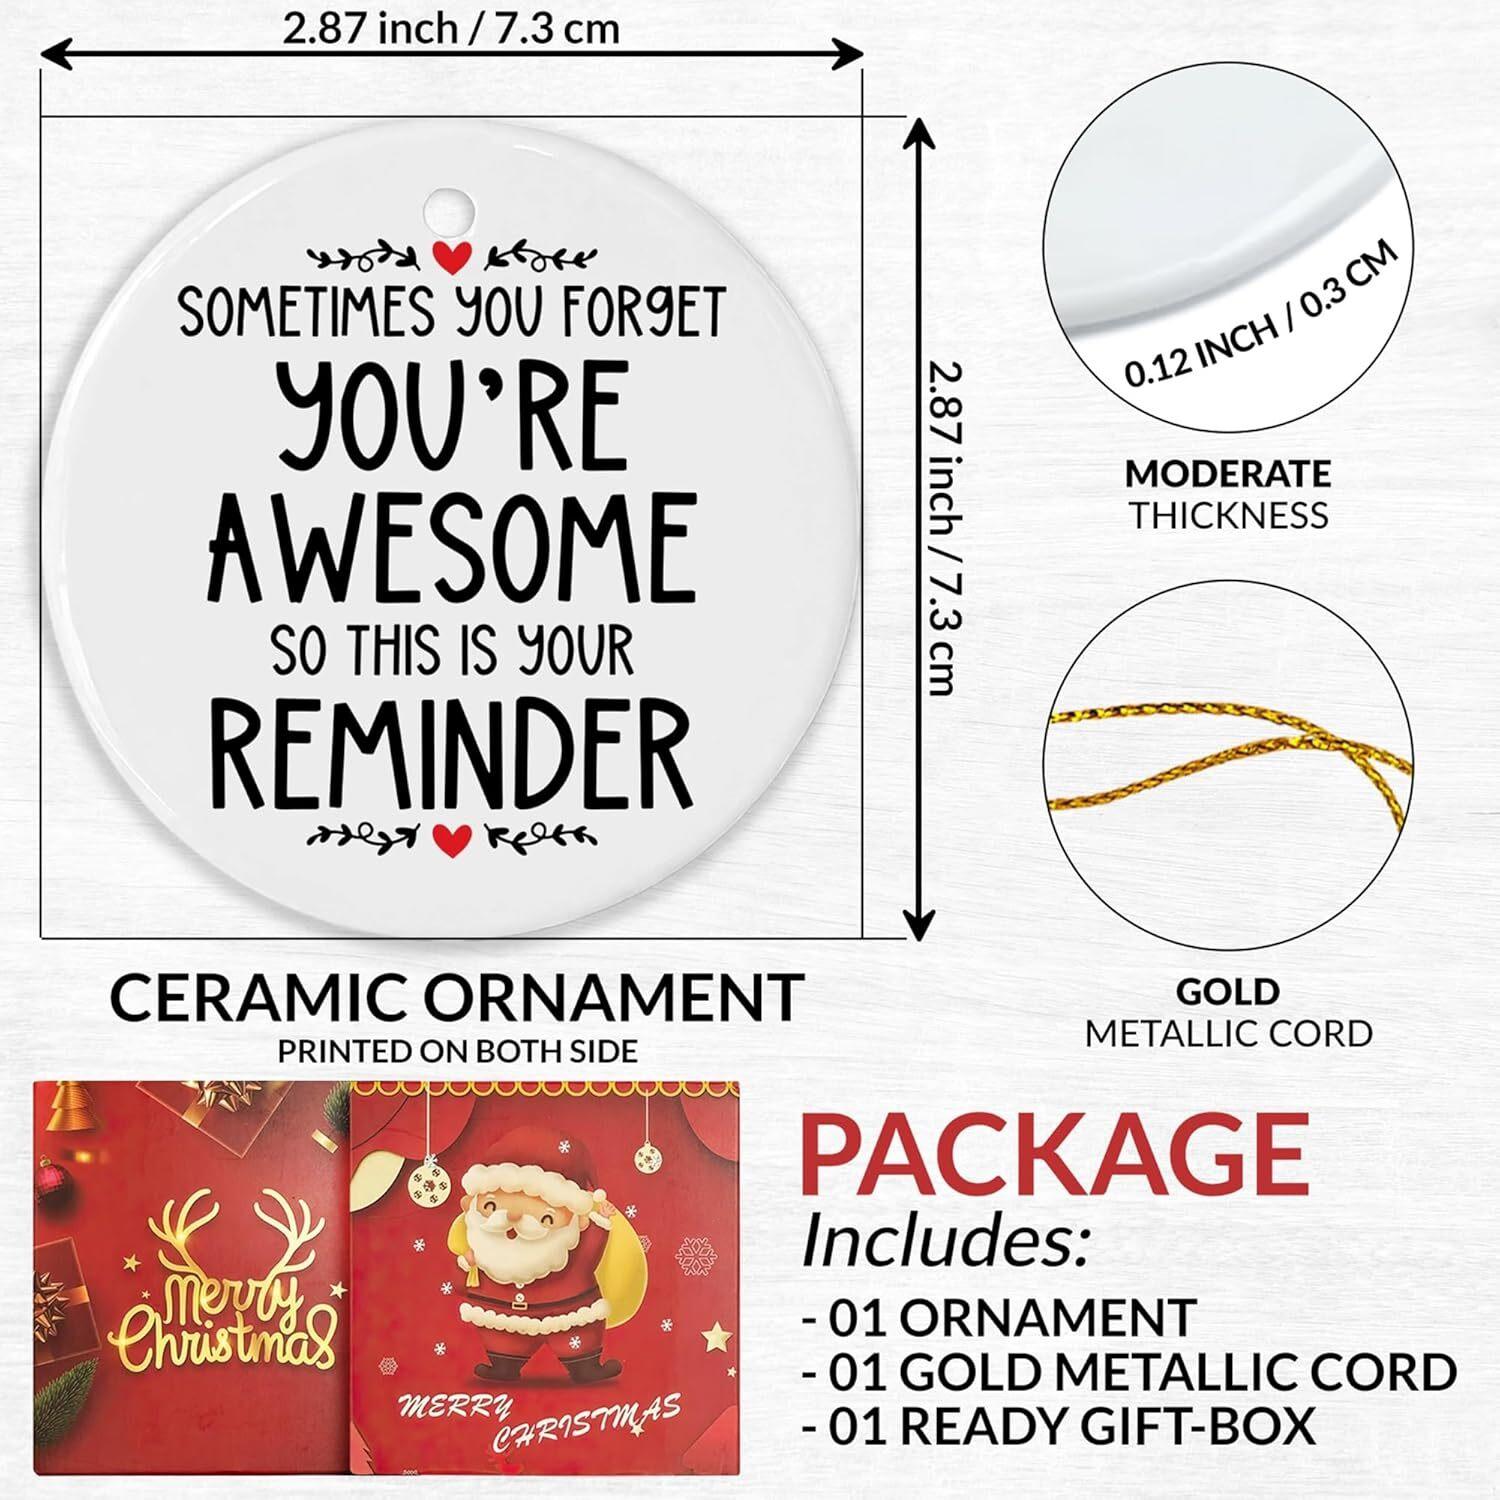 2.87 inch / 7.3 cm
SOMETIMES YOU FORGET
YOU'RE
AWESOME
SO THIS IS YOUR
REMINDER
2.87 inch / 7.3 cm
CERAMIC ORNAMENT
PRINTED ON BOTH SIDE
0.12 INCH / 0.3 CM
MODERATE
THICKNESS
GOLD
METALLIC CORD
Merry
Christmas
MERRY
CHRISTMAS
PACKAGE
Includes:
- 01 ORNAMENT
- 01 GOLD METALLIC CORD
- 01 READY GIFT-BOX